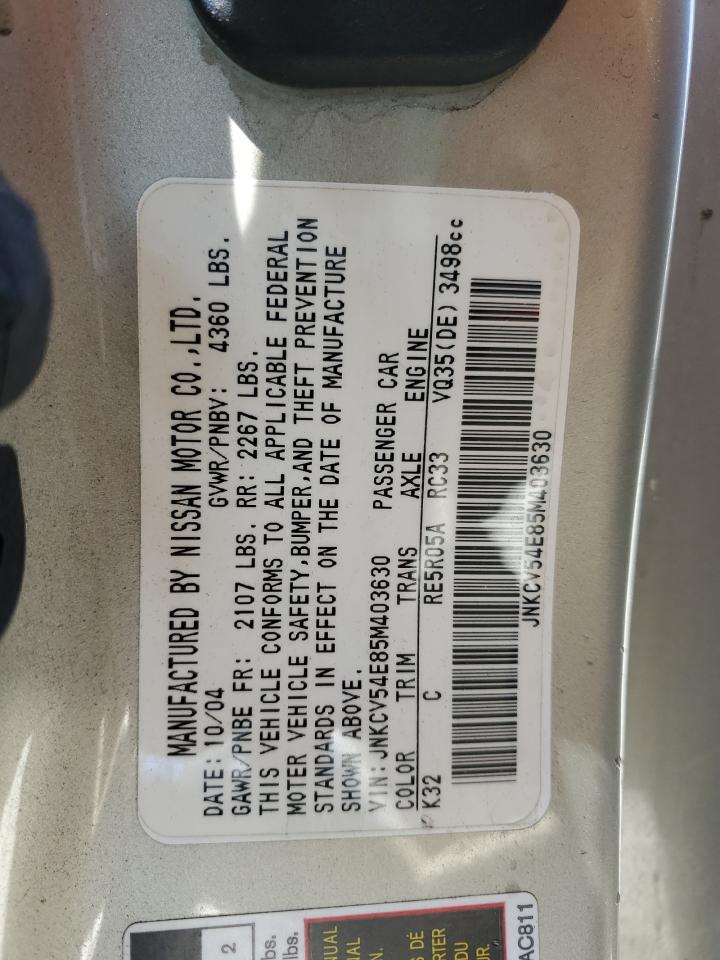 MANUFACTURED BY NISSAN MOTOR CO.,LTD.
DATE: 10/04 GVWR/PNBV: 4360 LBS.
GAWR/PNBE FR: 2107 LBS. RR: 2267 LBS.
THIS VEHICLE CONFORMS TO ALL APPLICABLE FEDERAL
MOTER VEHICLE SAFETY,BUMPER,AND THEFT PREVENTION
STANDARDS IN EFFECT ON THE DATE OF MANUFACTURE
SHOWN ABOVE.
VIN: JNKCV54E85M403630 PASSENGER CAR
COLOR TRIM TRANS AXLE ENGINE
K32 C RE5R05A RC33 VQ35(DE) 3498cc
JNKCV54E85M403630
2
lbs.
lbs.
AC811